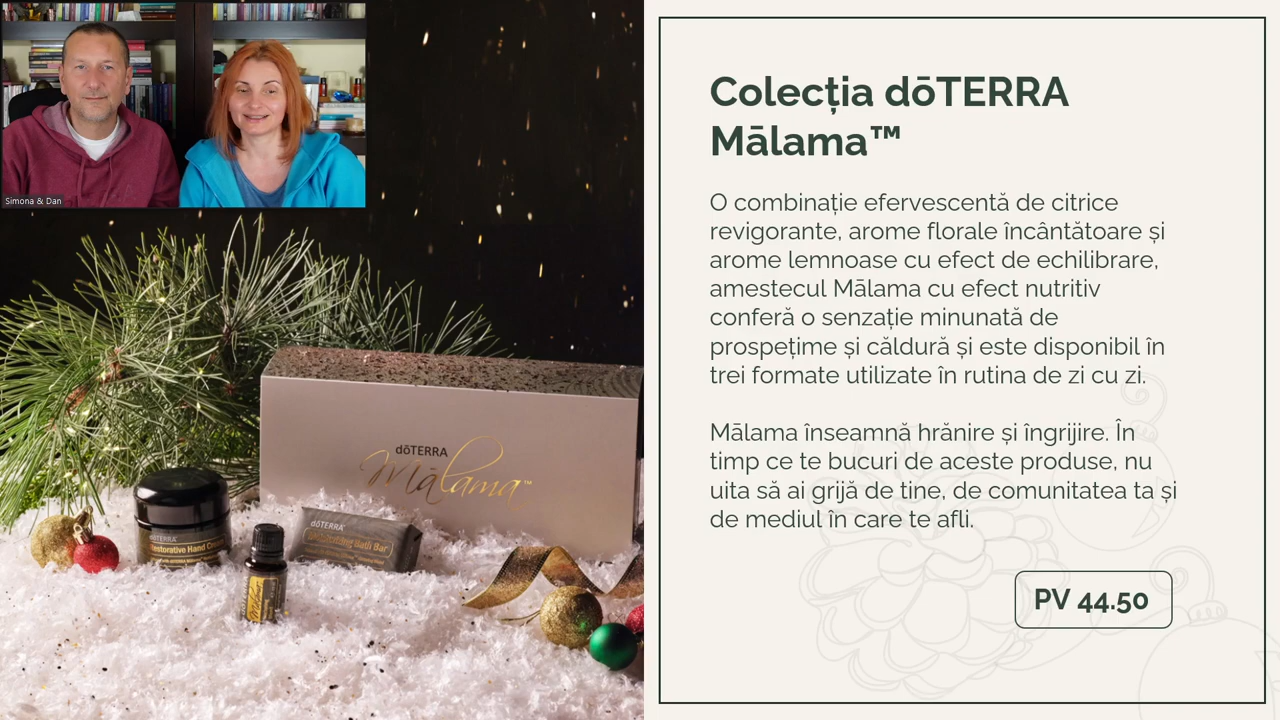 Simona & Dan
dōTERRA
Mālama™
dōTERRA
Restorative Hand Cream
dōTERRA
Bath Bar
Colecția dōTERRA
Mālama™
O combinație efervescentă de citrice
revigorante, arome florale încântătoare și
arome lemnoase cu efect de echilibrare,
amestecul Mālama cu efect nutritiv
conferă o senzație minunată de
prospețime și căldură și este disponibil în
trei formate utilizate în rutina de zi cu zi.
Mālama înseamnă hrănire și îngrijire. În
timp ce te bucuri de aceste produse, nu
uita să ai grijă de tine, de comunitatea ta și
de mediul în care te afli.
PV 44.50